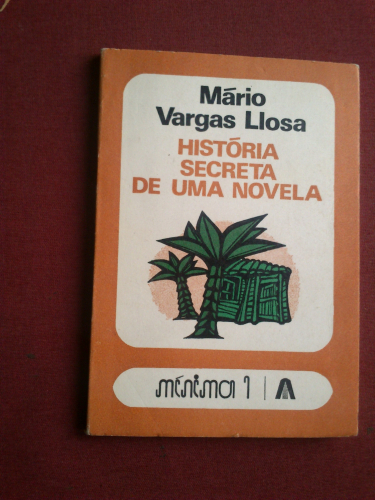 Mário
Vargas Llosa
HISTÓRIA
SECRETA
DE UMA NOVELA
mínima 1